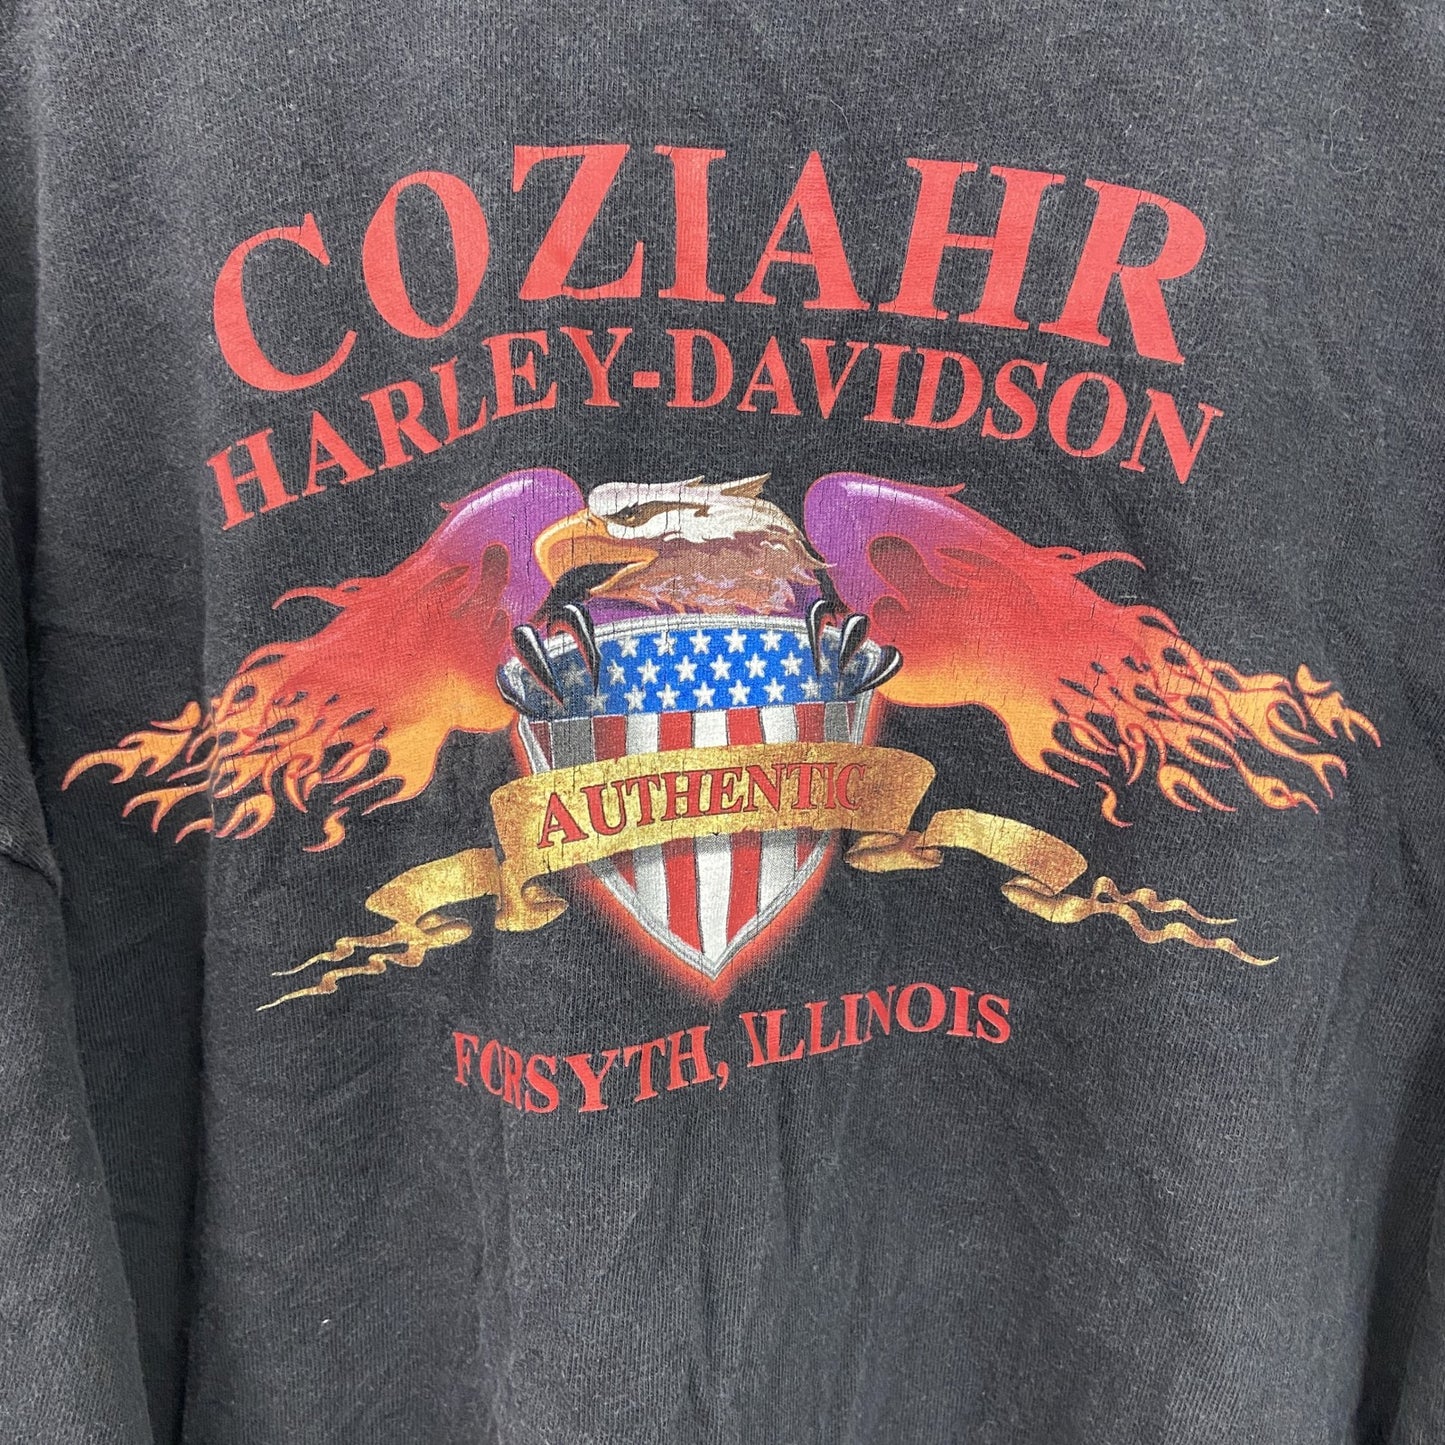 COZIAHR
HARLEY-DAVIDSON
AUTHENTIC
FORSYTH, ILLINOIS